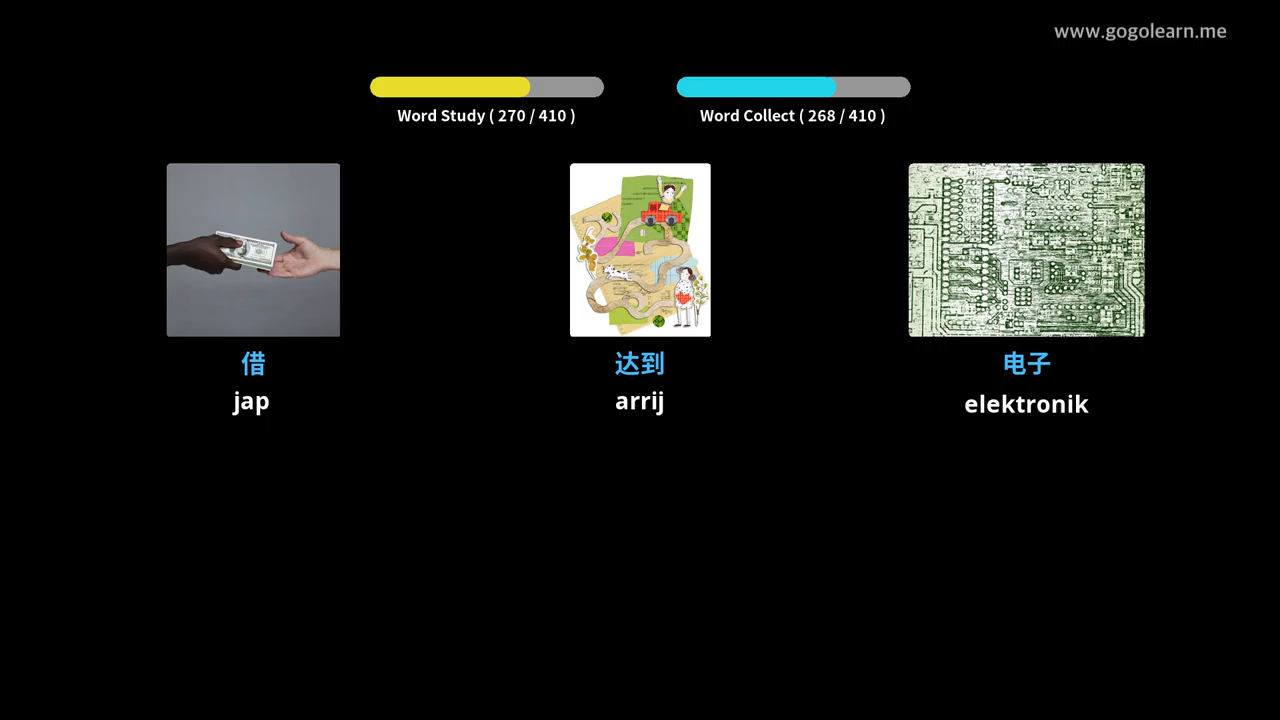 www.gogolearn.me
Word Study ( 270 / 410 )
Word Collect ( 268 / 410 )
借
达到
电子
jap
arrij
elektronik